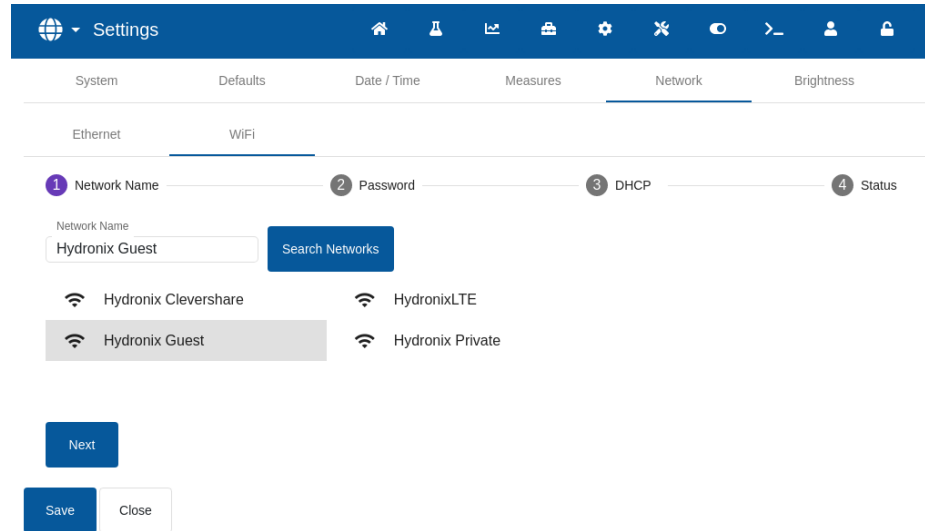 Settings
System Defaults Date / Time Measures Network Brightness
Ethernet WiFi
1 Network Name 2 Password 3 DHCP 4 Status
Network Name
Hydronix Guest Search Networks
Hydronix Clevershare HydronixLTE
Hydronix Guest Hydronix Private
Next
Save Close